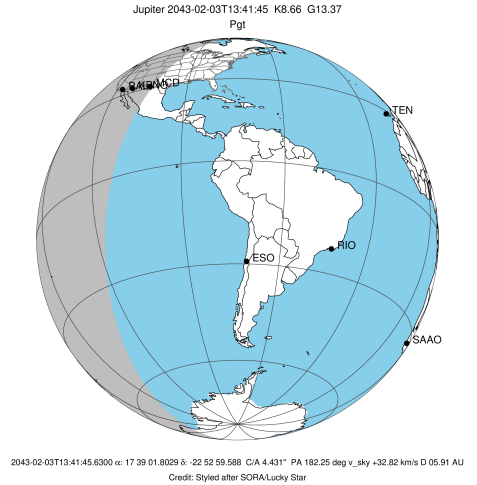 Jupiter 2043-02-03T13:41:45 K8.66 G13.37
Pgt
MCD
TEN
RIO
ESO
SAAO
2043-02-03T13:41:45.6300 α: 17 39 01.8029 δ: -22 52 59.588 C/A 4.431" PA 182.25 deg v_sky +32.82 km/s D 05.91 AU
Credit: Styled after SORA/Lucky Star